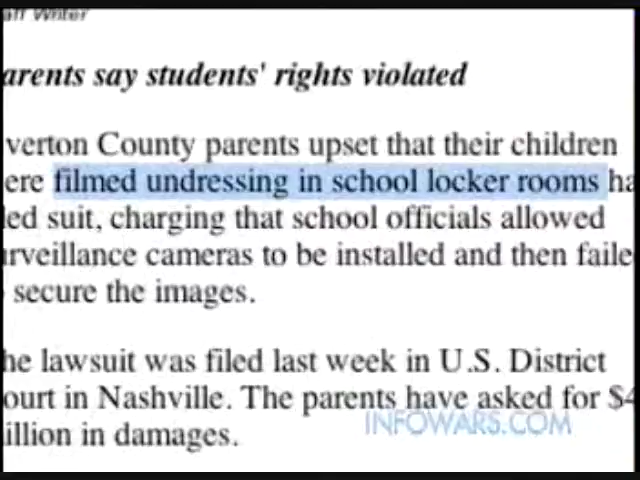 aff Writer
arents say students' rights violated
verton County parents upset that their children
ere filmed undressing in school locker rooms ha
led suit, charging that school officials allowed
urveillance cameras to be installed and then faile
secure the images.
he lawsuit was filed last week in U.S. District
ourt in Nashville. The parents have asked for $4
illion in damages.
INFOWARS.COM